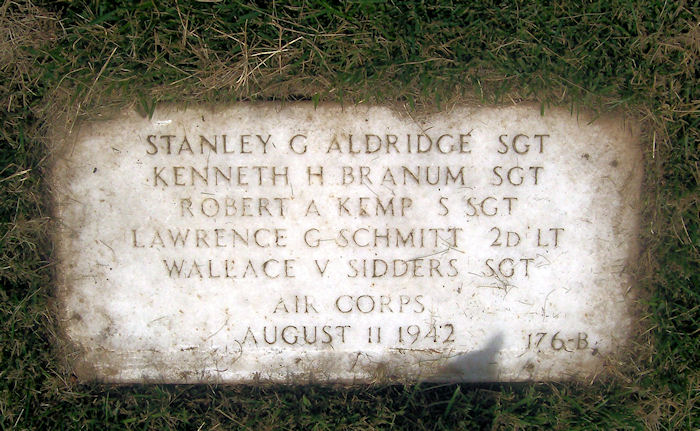 STANLEY G ALDRIDGE SGT
KENNETH H BRANUM SGT
ROBERT A KEMP S SGT
LAWRENCE G SCHMITT 2D LT
WALLACE V SIDDERS SGT
AIR CORPS
AUGUST 11 1942 176-B